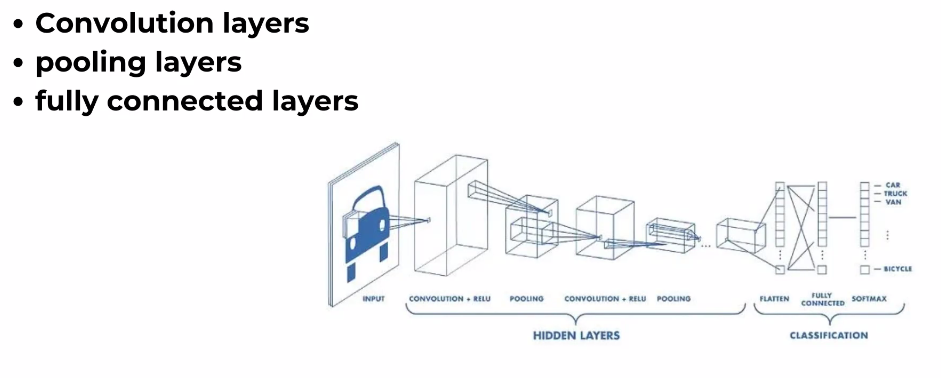 • Convolution layers
• pooling layers
• fully connected layers
CAR
TRUCK
VAN
BICYCLE
INPUT
CONVOLUTION + RELU
POOLING
CONVOLUTION + RELU
POOLING
FLATTEN
FULLY
CONNECTED
SOFTMAX
HIDDEN LAYERS
CLASSIFICATION